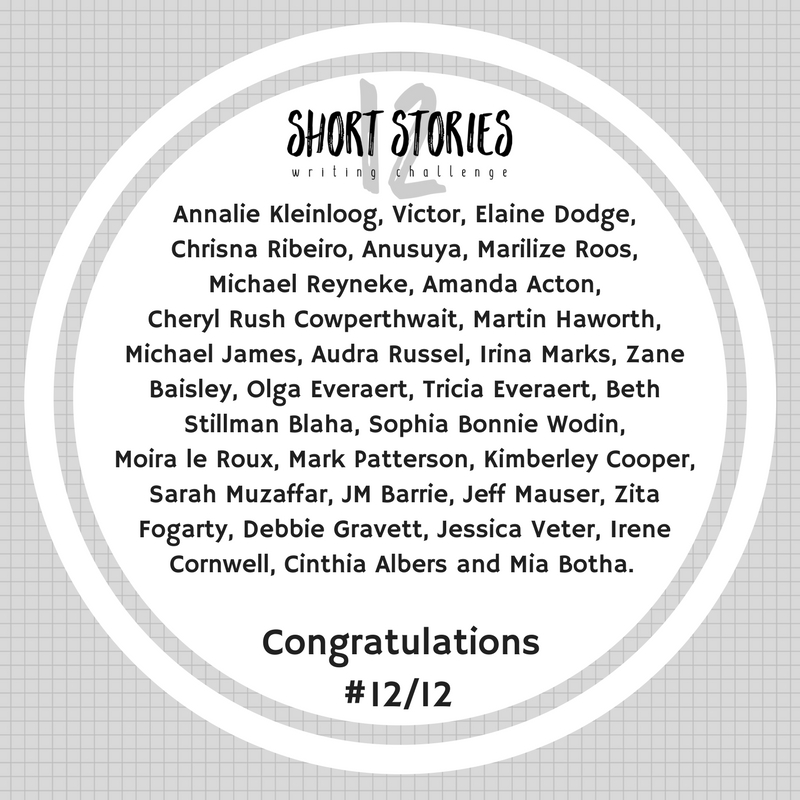 12
SHORT STORIES
writing challenge
Annalie Kleinloog, Victor, Elaine Dodge,
Chrisna Ribeiro, Anusuya, Marilize Roos,
Michael Reyneke, Amanda Acton,
Cheryl Rush Cowperthwait, Martin Haworth,
Michael James, Audra Russel, Irina Marks, Zane
Baisley, Olga Everaert, Tricia Everaert, Beth
Stillman Blaha, Sophia Bonnie Wodin,
Moira le Roux, Mark Patterson, Kimberley Cooper,
Sarah Muzaffar, JM Barrie, Jeff Mauser, Zita
Fogarty, Debbie Gravett, Jessica Veter, Irene
Cornwell, Cinthia Albers and Mia Botha.
Congratulations
#12/12